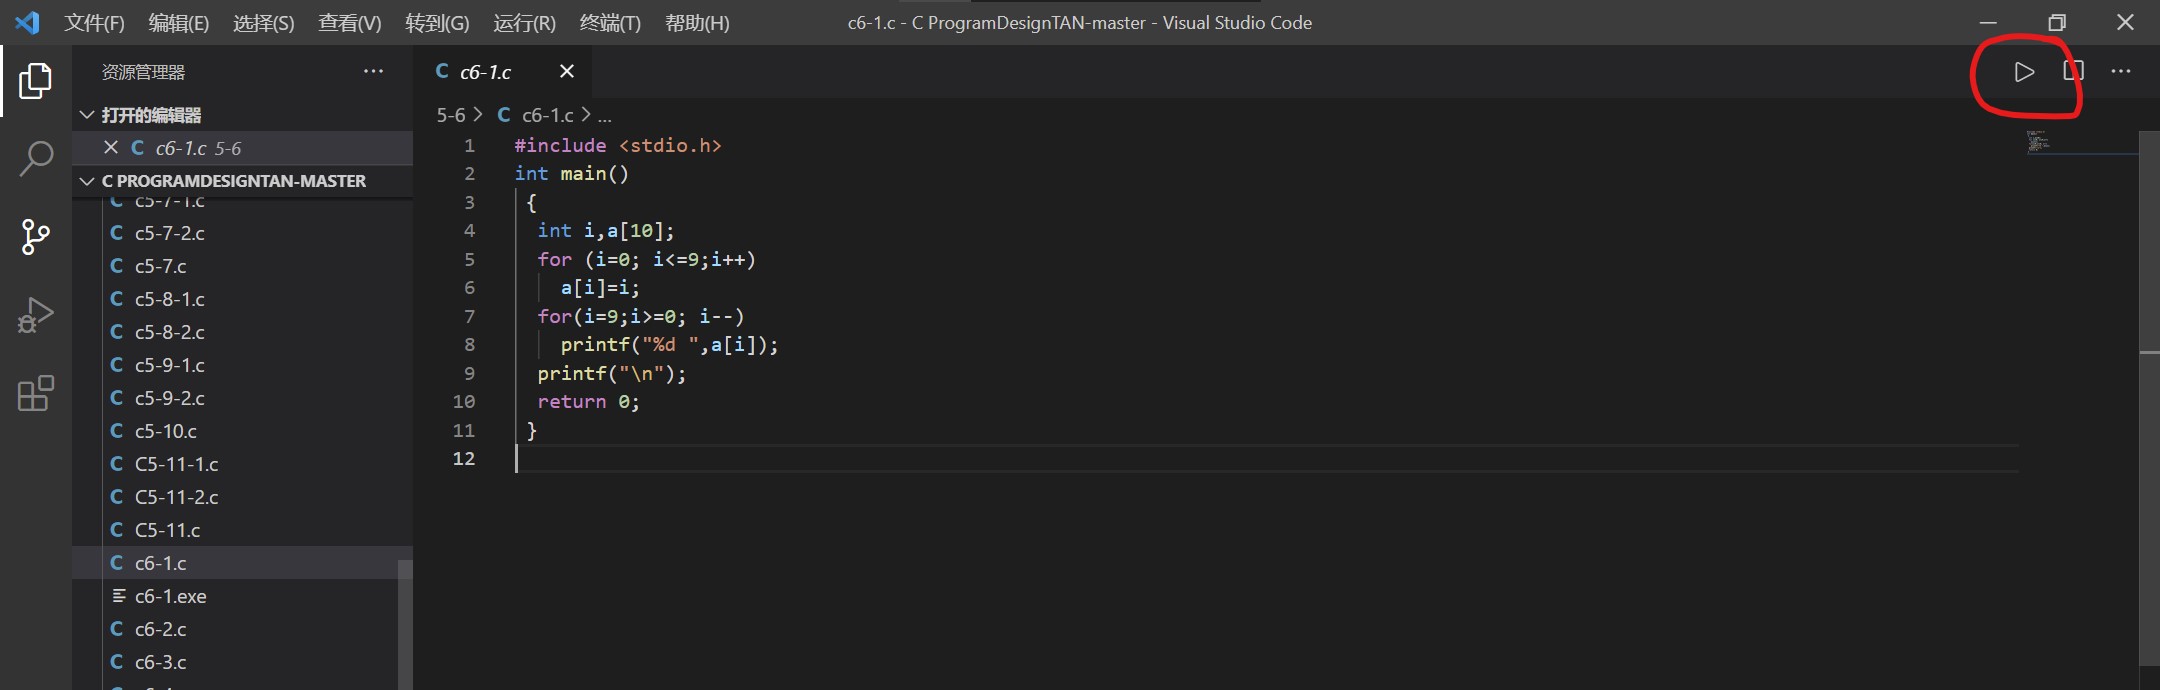 文件(F) 编辑(E) 选择(S) 查看(V) 转到(G) 运行(R) 终端(T) 帮助(H) c6-1.c - C ProgramDesignTAN-master - Visual Studio Code
资源管理器 ···
打开的编辑器
C c6-1.c 5-6
C PROGRAMDESIGNTAN-MASTER
C c5-7-1.c
C c5-7-2.c
C c5-7.c
C c5-8-1.c
C c5-8-2.c
C c5-9-1.c
C c5-9-2.c
C c5-10.c
C C5-11-1.c
C C5-11-2.c
C C5-11.c
C c6-1.c
c6-1.exe
C c6-2.c
C c6-3.c
C c6-1.c
5-6 > C c6-1.c > ...
1 #include <stdio.h>
2 int main()
3 {
4 int i,a[10];
5 for (i=0; i<=9;i++)
6 a[i]=i;
7 for(i=9;i>=0; i--)
8 printf("%d ",a[i]);
9 printf("\n");
10 return 0;
11 }
12